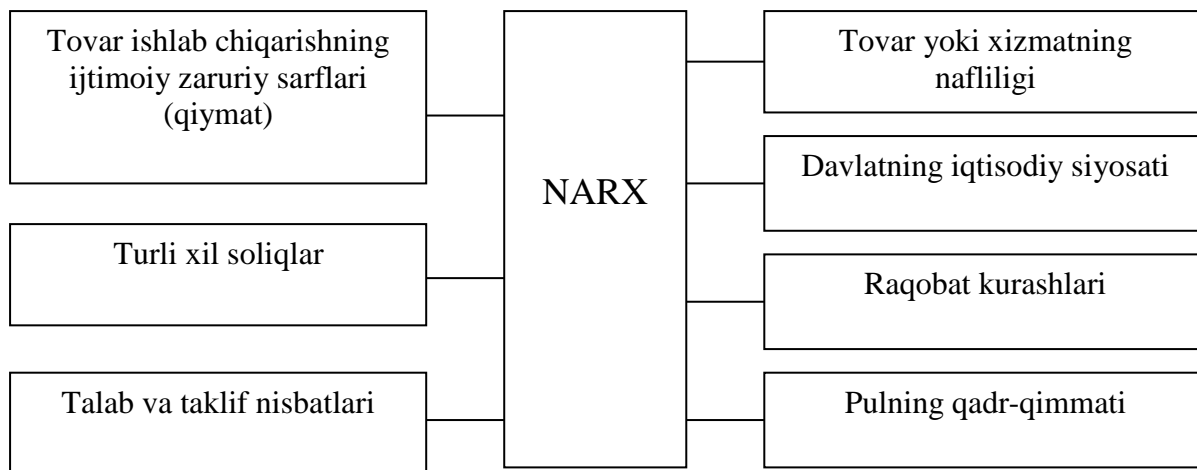 Tovar ishlab chiqarishning
ijtimoiy zaruriy sarflari
(qiymat)
Turli xil soliqlar
Talab va taklif nisbatlari
NARX
Tovar yoki xizmatning
nafliligi
Davlatning iqtisodiy siyosati
Raqobat kurashlari
Pulning qadr-qimmati